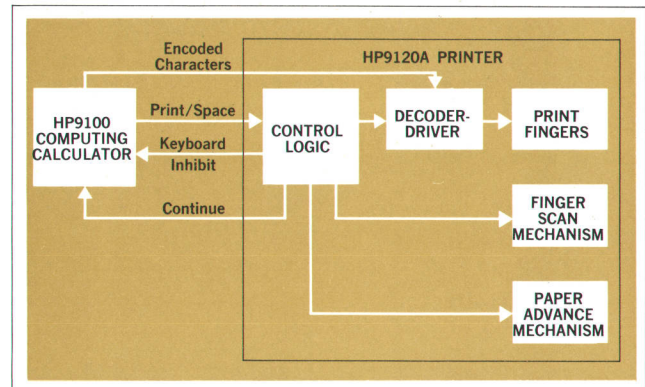 Encoded
Characters
HP9120A PRINTER
HP9100
COMPUTING
CALCULATOR
Print/Space
Keyboard
Inhibit
Continue
CONTROL
LOGIC
DECODER-
DRIVER
PRINT
FINGERS
FINGER
SCAN
MECHANISM
PAPER
ADVANCE
MECHANISM